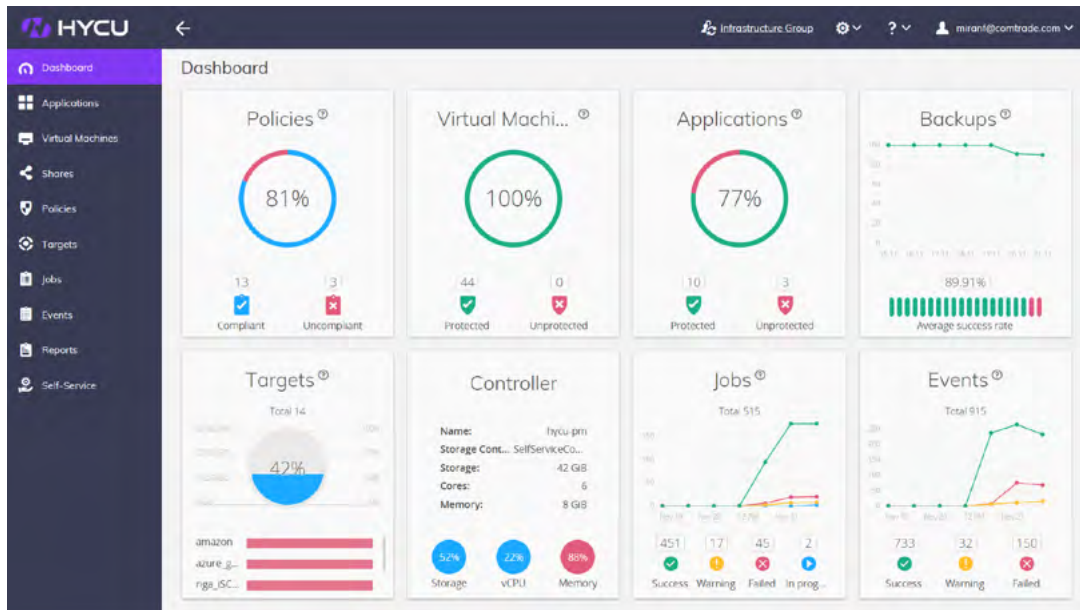 HYCU
Infrastructure Group
?
miranf@comtrade.com
Dashboard
Applications
Virtual Machines
Shares
Policies
Targets
Jobs
Events
Reports
Self-Service
Dashboard
Policies
81%
13
3
Compliant
Uncompliant
Virtual Machi...
100%
44
0
Protected
Unprotected
Applications
77%
10
3
Protected
Unprotected
Backups
89.91%
Average success rate
Targets
Total 14
42%
amazon
azure_g...
riga_iSC...
Controller
Name: hycu-pm
Storage Cont... SelfServiceCo...
Storage: 42 GiB
Cores: 6
Memory: 8 GiB
52% 22% 88%
Storage vCPU Memory
Jobs
Total 515
451 17 45 2
Success Warning Failed In prog...
Events
Total 915
733 32 150
Success Warning Failed